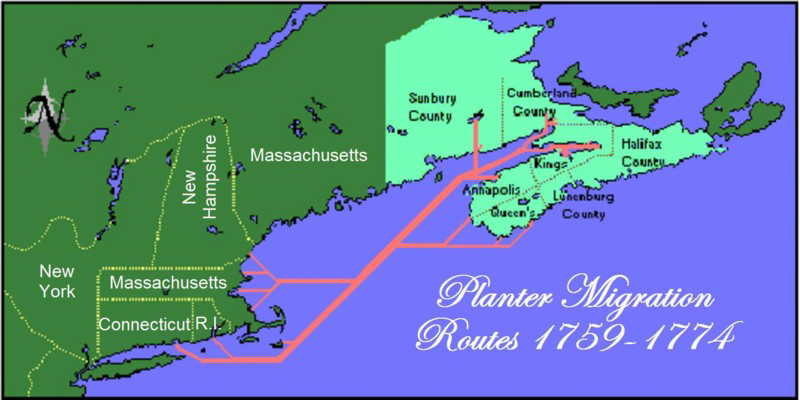 Sunbury
County
Cumberland
County
Halifax
County
Kings
Annapolis
Queen's
Lunenburg
County
Massachusetts
New
Hampshire
New
York
Massachusetts
Connecticut
R.I.
N
Planter Migration
Routes 1759-1774